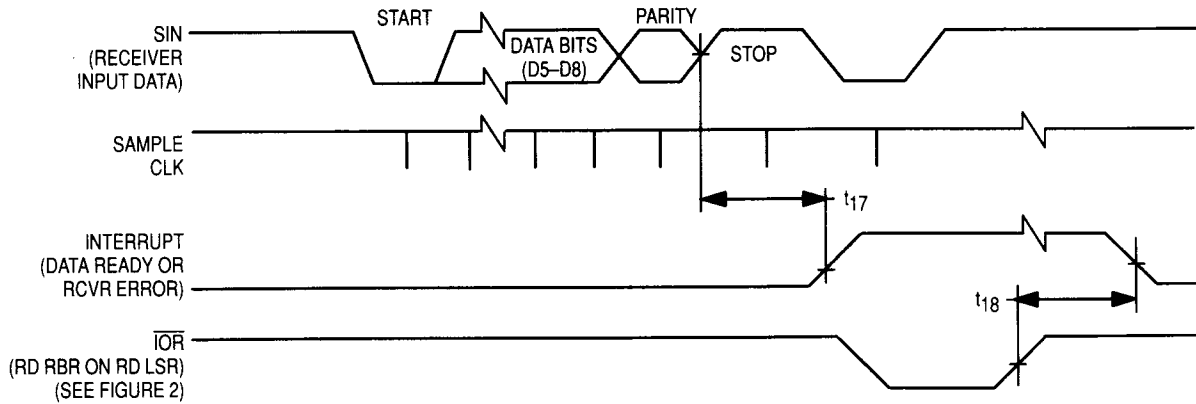 START
PARITY
SIN
(RECEIVER
INPUT DATA)
DATA BITS
(D5–D8)
STOP
SAMPLE
CLK
t17
INTERRUPT
(DATA READY OR
RCVR ERROR)
t18
IOR
(RD RBR ON RD LSR)
(SEE FIGURE 2)